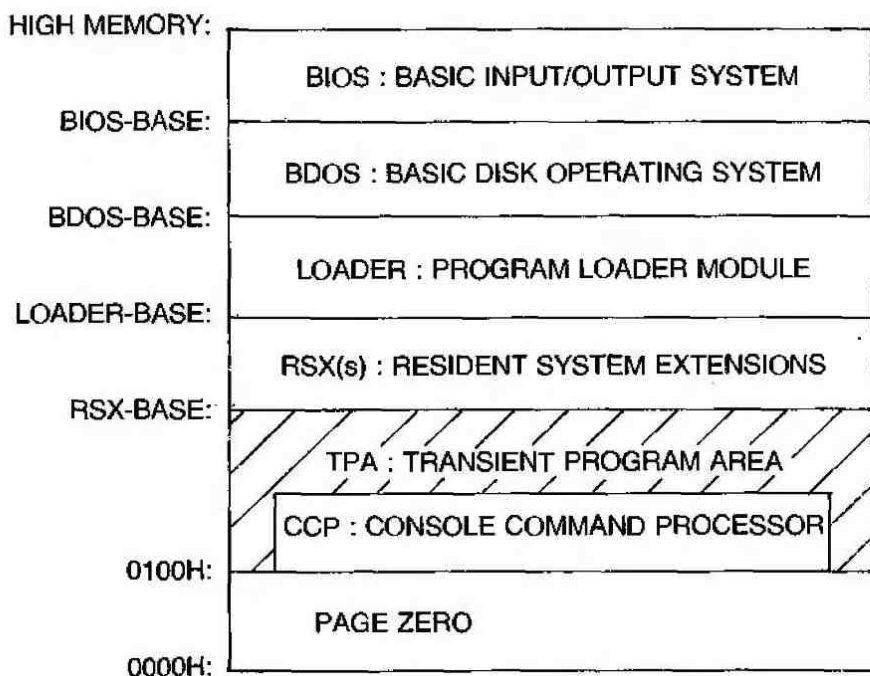 HIGH MEMORY:
BIOS : BASIC INPUT/OUTPUT SYSTEM
BIOS-BASE:
BDOS : BASIC DISK OPERATING SYSTEM
BDOS-BASE:
LOADER : PROGRAM LOADER MODULE
LOADER-BASE:
RSX(s) : RESIDENT SYSTEM EXTENSIONS
RSX-BASE:
TPA : TRANSIENT PROGRAM AREA
CCP : CONSOLE COMMAND PROCESSOR
0100H:
PAGE ZERO
0000H: